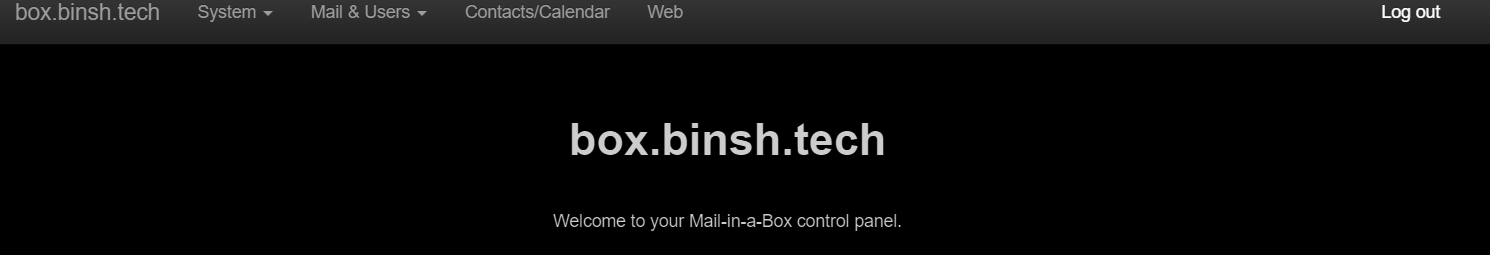 box.binsh.tech System Mail & Users Contacts/Calendar Web Log out
box.binsh.tech
Welcome to your Mail-in-a-Box control panel.